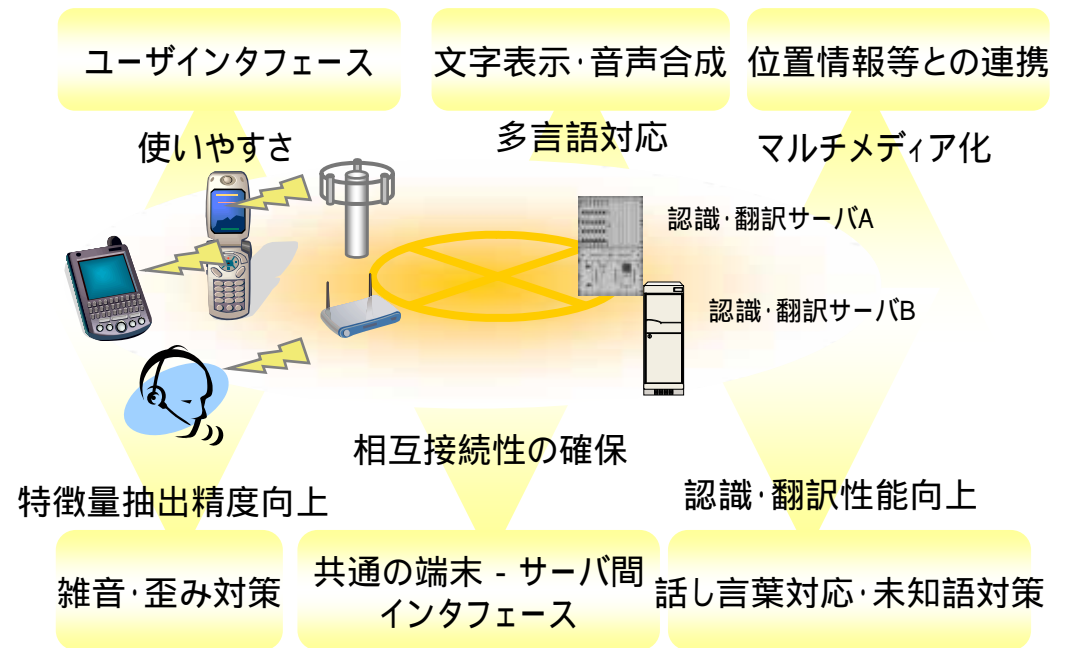 ユーザインタフェース
文字表示･音声合成
位置情報等との連携
使いやすさ
多言語対応
マルチメディア化
認識･翻訳サーバA
認識･翻訳サーバB
相互接続性の確保
特徴量抽出精度向上
認識･翻訳性能向上
雑音･歪み対策
共通の端末 - サーバ間
インタフェース
話し言葉対応･未知語対策